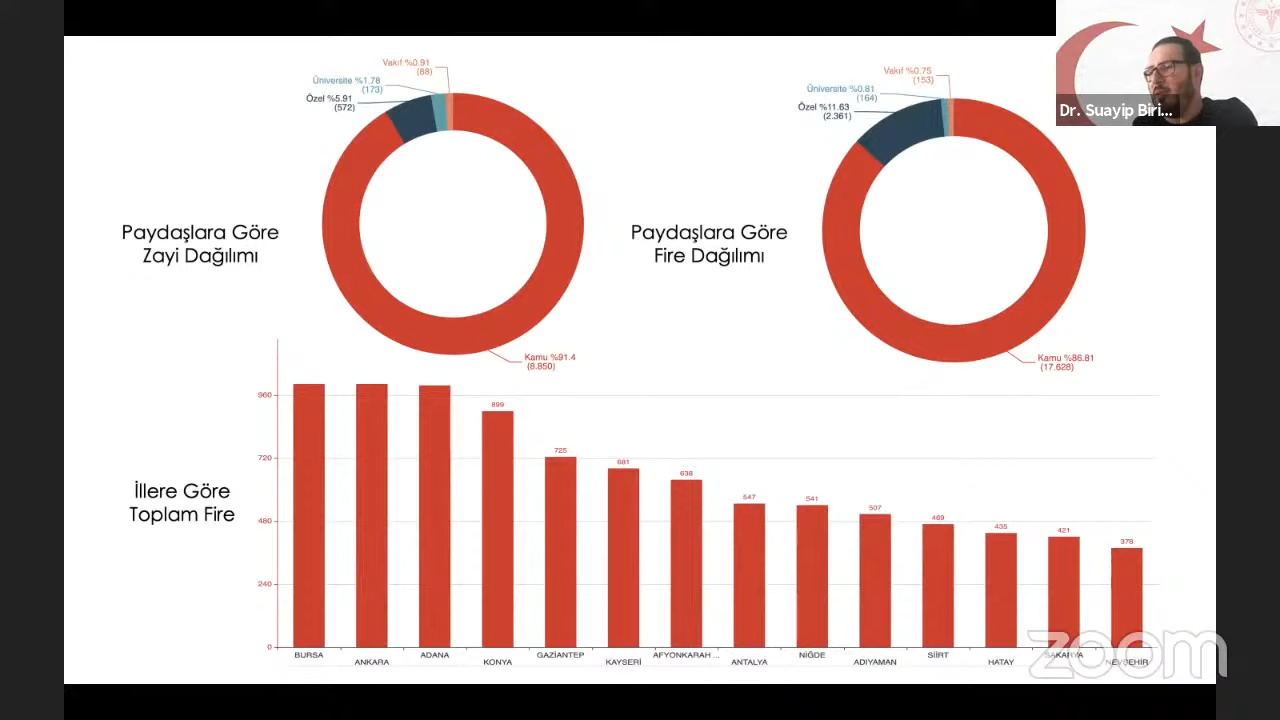 Vakıf %0.91
(88)
Üniversite %1.78
(173)
Özel %5.91
(572)
Kamu %91.4
(8.850)
Paydaşlara Göre
Zayi Dağılımı
Vakıf %0.75
(153)
Üniversite %0.81
(164)
Özel %11.63
(2.361)
Kamu %86.81
(17.628)
Paydaşlara Göre
Fire Dağılımı
Dr. Suayip Biri...
İllere Göre
Toplam Fire
960
720
480
240
0
899
725
681
638
547
541
507
469
435
421
378
BURSA
ANKARA
ADANA
KONYA
GAZİANTEP
KAYSERİ
AFYONKARAH...
ANTALYA
NİĞDE
ADIYAMAN
SİİRT
HATAY
SAKARYA
NEVŞEHİR
zoom